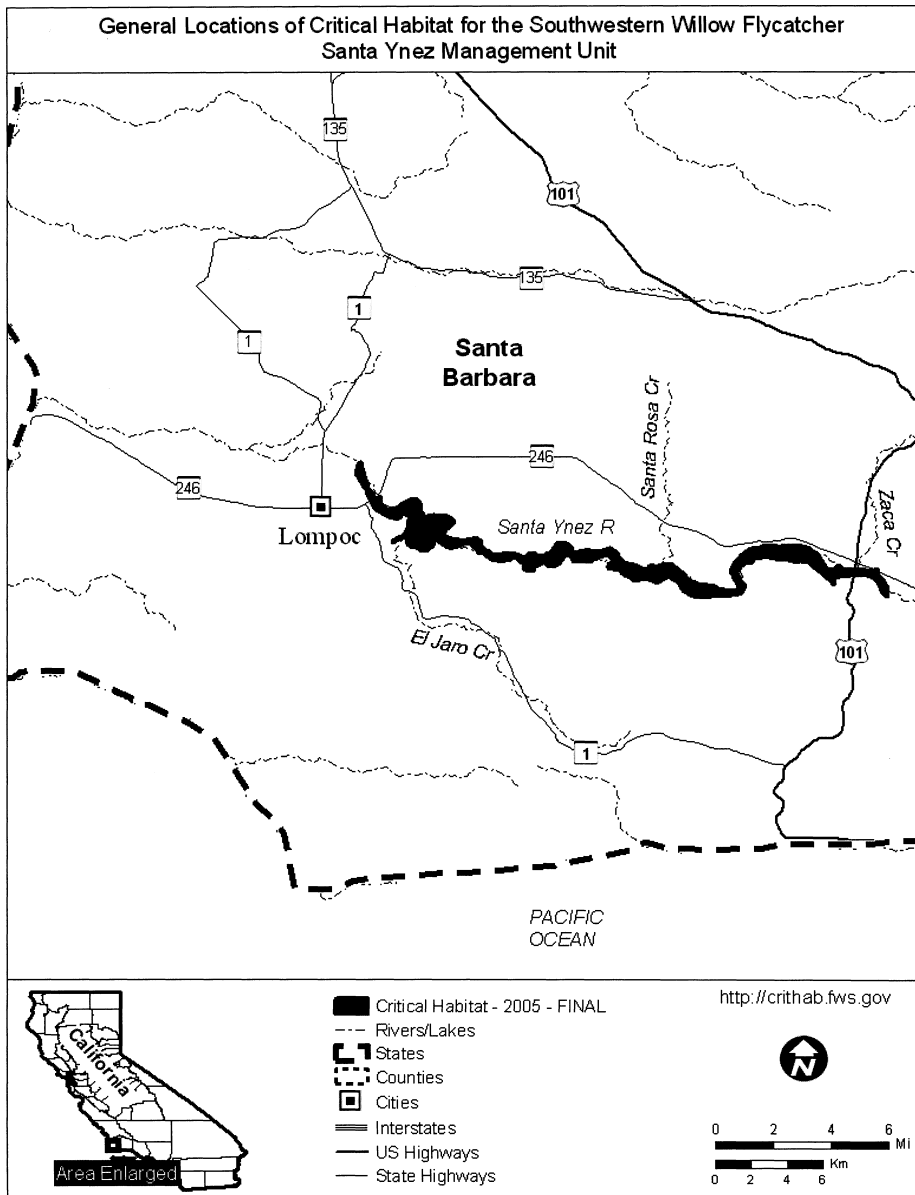 General Locations of Critical Habitat for the Southwestern Willow Flycatcher
Santa Ynez Management Unit
135
101
135
1
1
Santa
Barbara
Santa Rosa Cr
246
246
Zaca Cr
Lompoc
Santa Ynez R
El Jaro Cr
101
1
PACIFIC
OCEAN
California
Area Enlarged
Critical Habitat - 2005 - FINAL
Rivers/Lakes
States
Counties
Cities
Interstates
US Highways
State Highways
http://crithab.fws.gov
N
0 2 4 6
Mi
Km
0 2 4 6